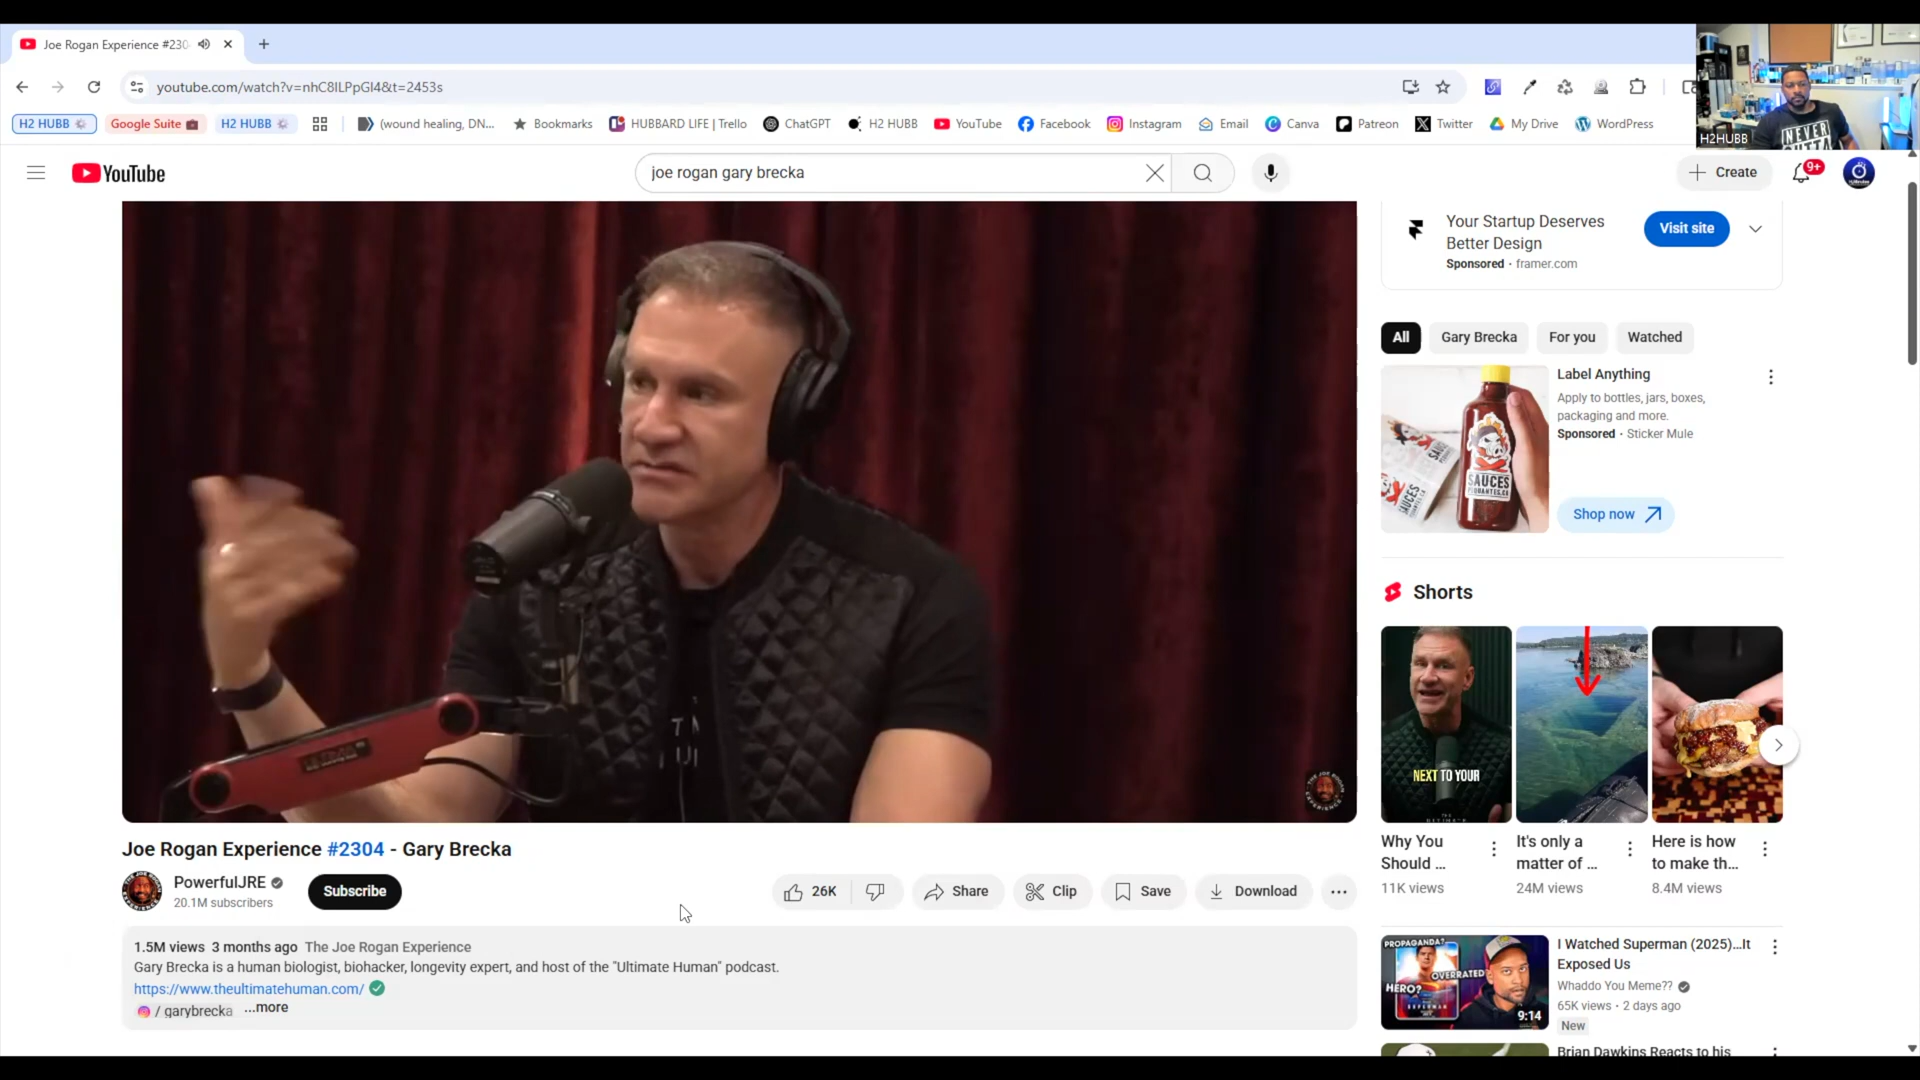 Joe Rogan Experience #230
youtube.com/watch?v=nhC8ILPpGI4&t=2453s
H2 HUBB
Google Suite
H2 HUBB
(wound healing, DN...
Bookmarks
HUBBARD LIFE | Trello
ChatGPT
H2 HUBB
YouTube
Facebook
Instagram
Email
Canva
Patreon
Twitter
My Drive
WordPress
H2HUBB
NEVER
YouTube
joe rogan gary brecka
Create
9+
Your Startup Deserves
Better Design
Sponsored · framer.com
Visit site
All
Gary Brecka
For you
Watched
Label Anything
Apply to bottles, jars, boxes,
packaging and more.
Sponsored · Sticker Mule
SAUCES
Shop now
Shorts
NEXT TO YOUR
Why You
Should ...
11K views
It's only a
matter of ...
24M views
Here is how
to make th...
8.4M views
Joe Rogan Experience #2304 - Gary Brecka
PowerfulJRE
20.1M subscribers
Subscribe
26K
Share
Clip
Save
Download
1.5M views 3 months ago The Joe Rogan Experience
Gary Brecka is a human biologist, biohacker, longevity expert, and host of the "Ultimate Human" podcast.
https://www.theultimatehuman.com/
/ garybrecka
...more
PROPAGANDA?
OVERRATED?
HERO?
9:14
I Watched Superman (2025)...It
Exposed Us
Whaddo You Meme??
65K views · 2 days ago
New
Brian Dawkins Reacts to his